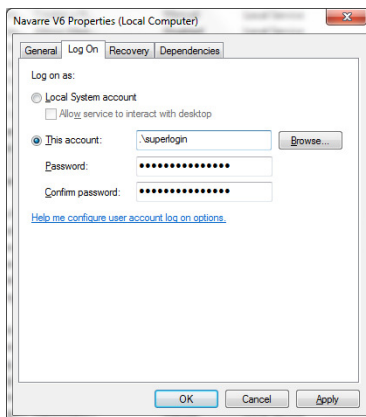 Navarre V6 Properties (Local Computer)
General Log On Recovery Dependencies
Log on as:
Local System account
Allow service to interact with desktop
This account: .\superlogin Browse...
Password: •••••••••••••••
Confirm password: •••••••••••••••
Help me configure user account log on options.
OK Cancel Apply